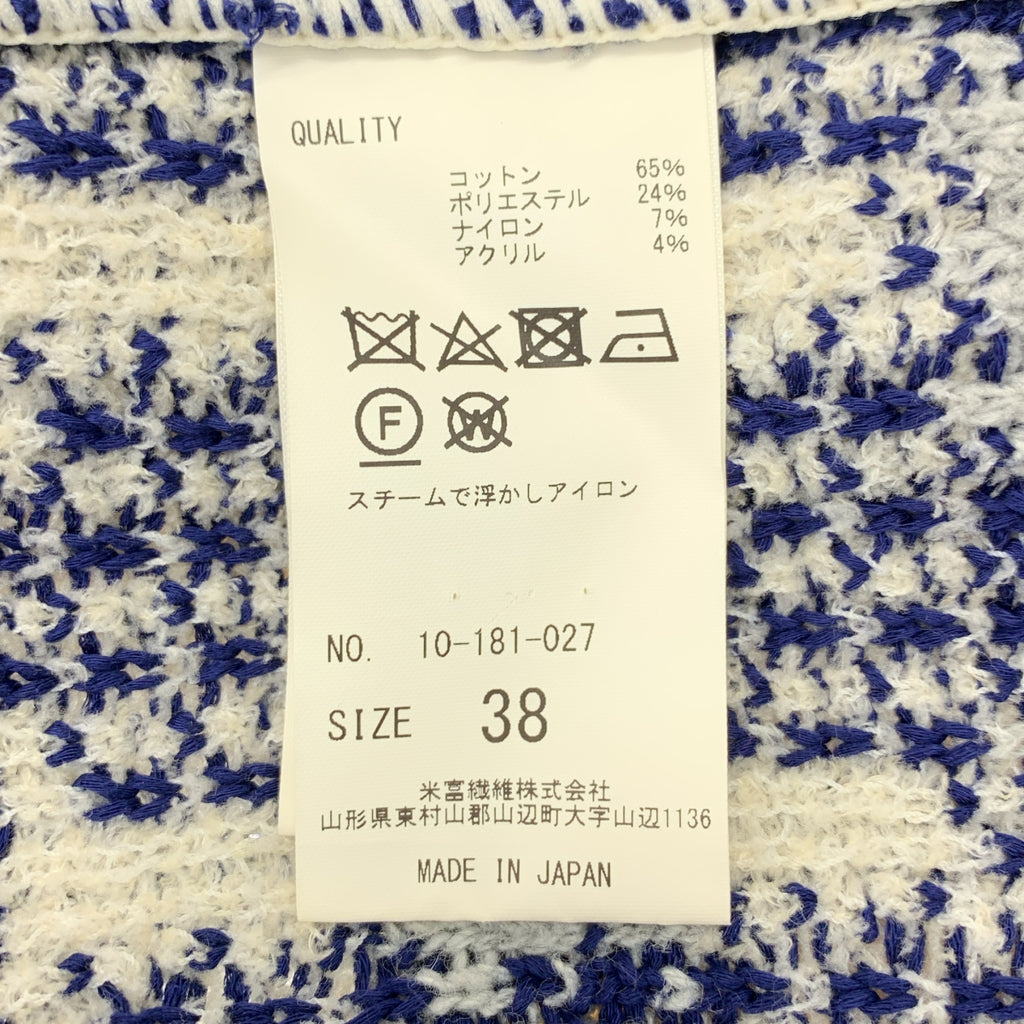 QUALITY
コットン 65%
ポリエステル 24%
ナイロン 7%
アクリル 4%
F W
スチームで浮かしアイロン
NO. 10-181-027
SIZE 38
米富繊維株式会社
山形県東村山郡山辺町大字山辺1136
MADE IN JAPAN